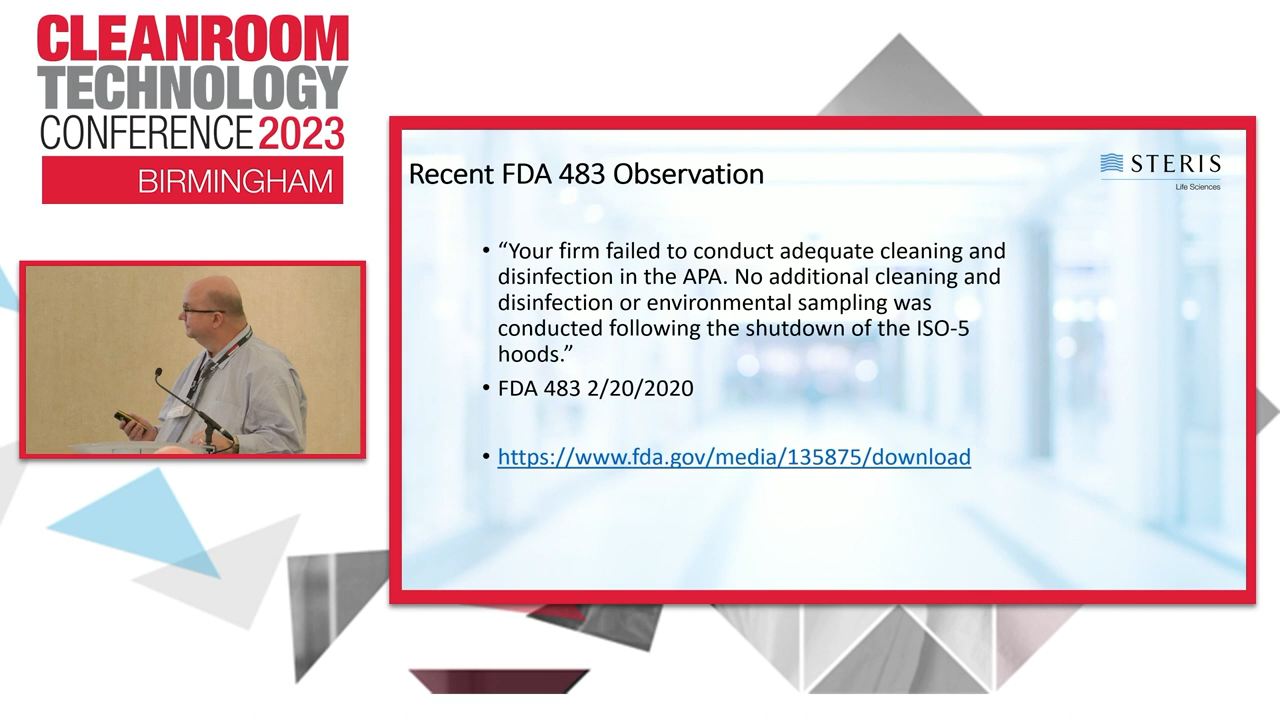 CLEANROOM
TECHNOLOGY
CONFERENCE 2023
BIRMINGHAM
Recent FDA 483 Observation
STERIS
Life Sciences
• “Your firm failed to conduct adequate cleaning and
disinfection in the APA. No additional cleaning and
disinfection or environmental sampling was
conducted following the shutdown of the ISO-5
hoods.”
• FDA 483 2/20/2020
• https://www.fda.gov/media/135875/download